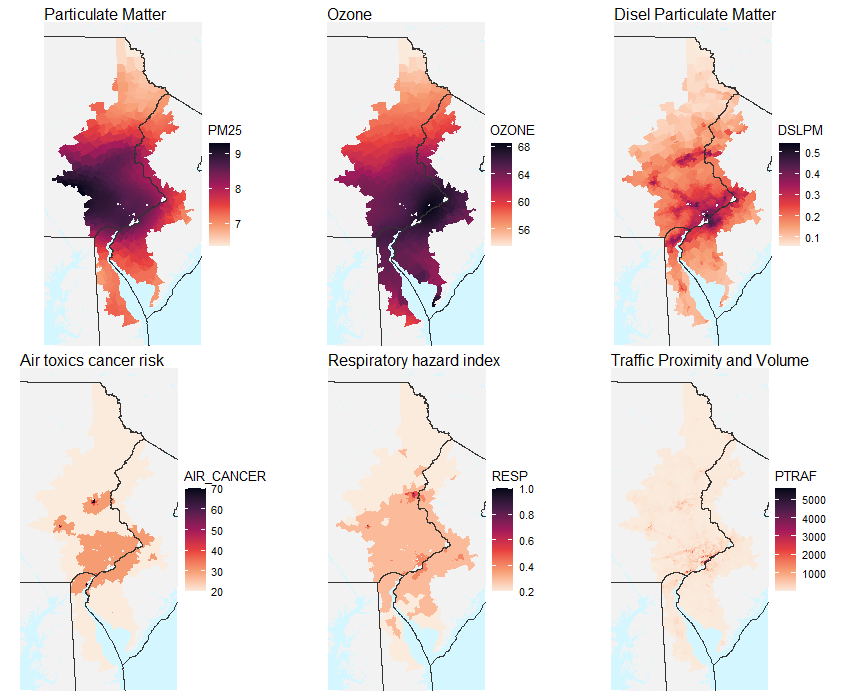 Particulate Matter
PM25
9
8
7
Ozone
OZONE
68
64
60
56
Disel Particulate Matter
DSLPM
0.5
0.4
0.3
0.2
0.1
Air toxics cancer risk
AIR_CANCER
70
60
50
40
30
20
Respiratory hazard index
RESP
1.0
0.8
0.6
0.4
0.2
Traffic Proximity and Volume
PTRAF
5000
4000
3000
2000
1000